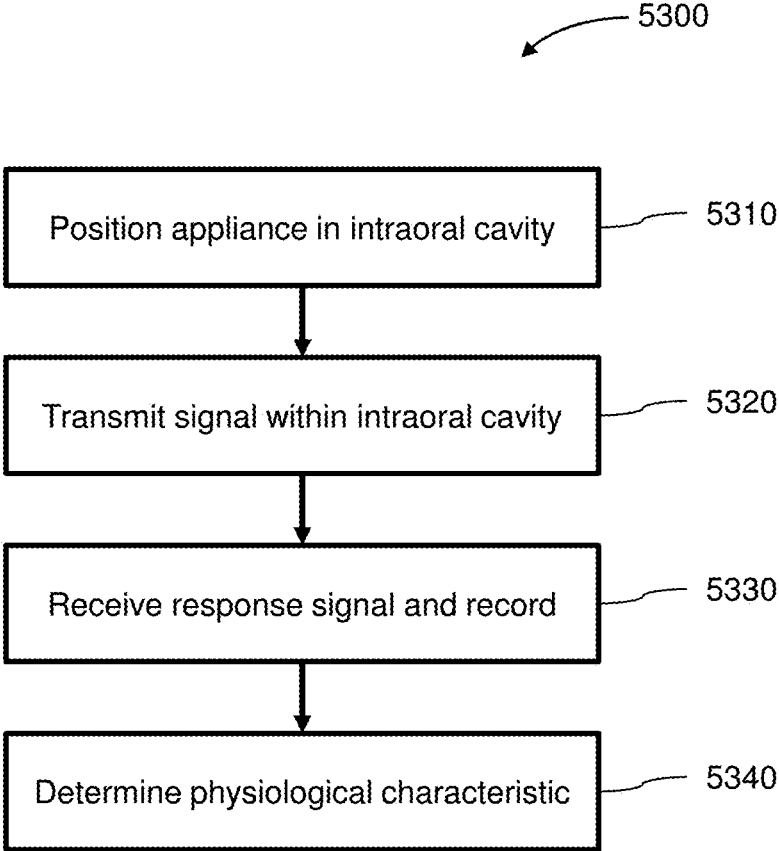 5300
Position appliance in intraoral cavity
5310
Transmit signal within intraoral cavity
5320
Receive response signal and record
5330
Determine physiological characteristic
5340